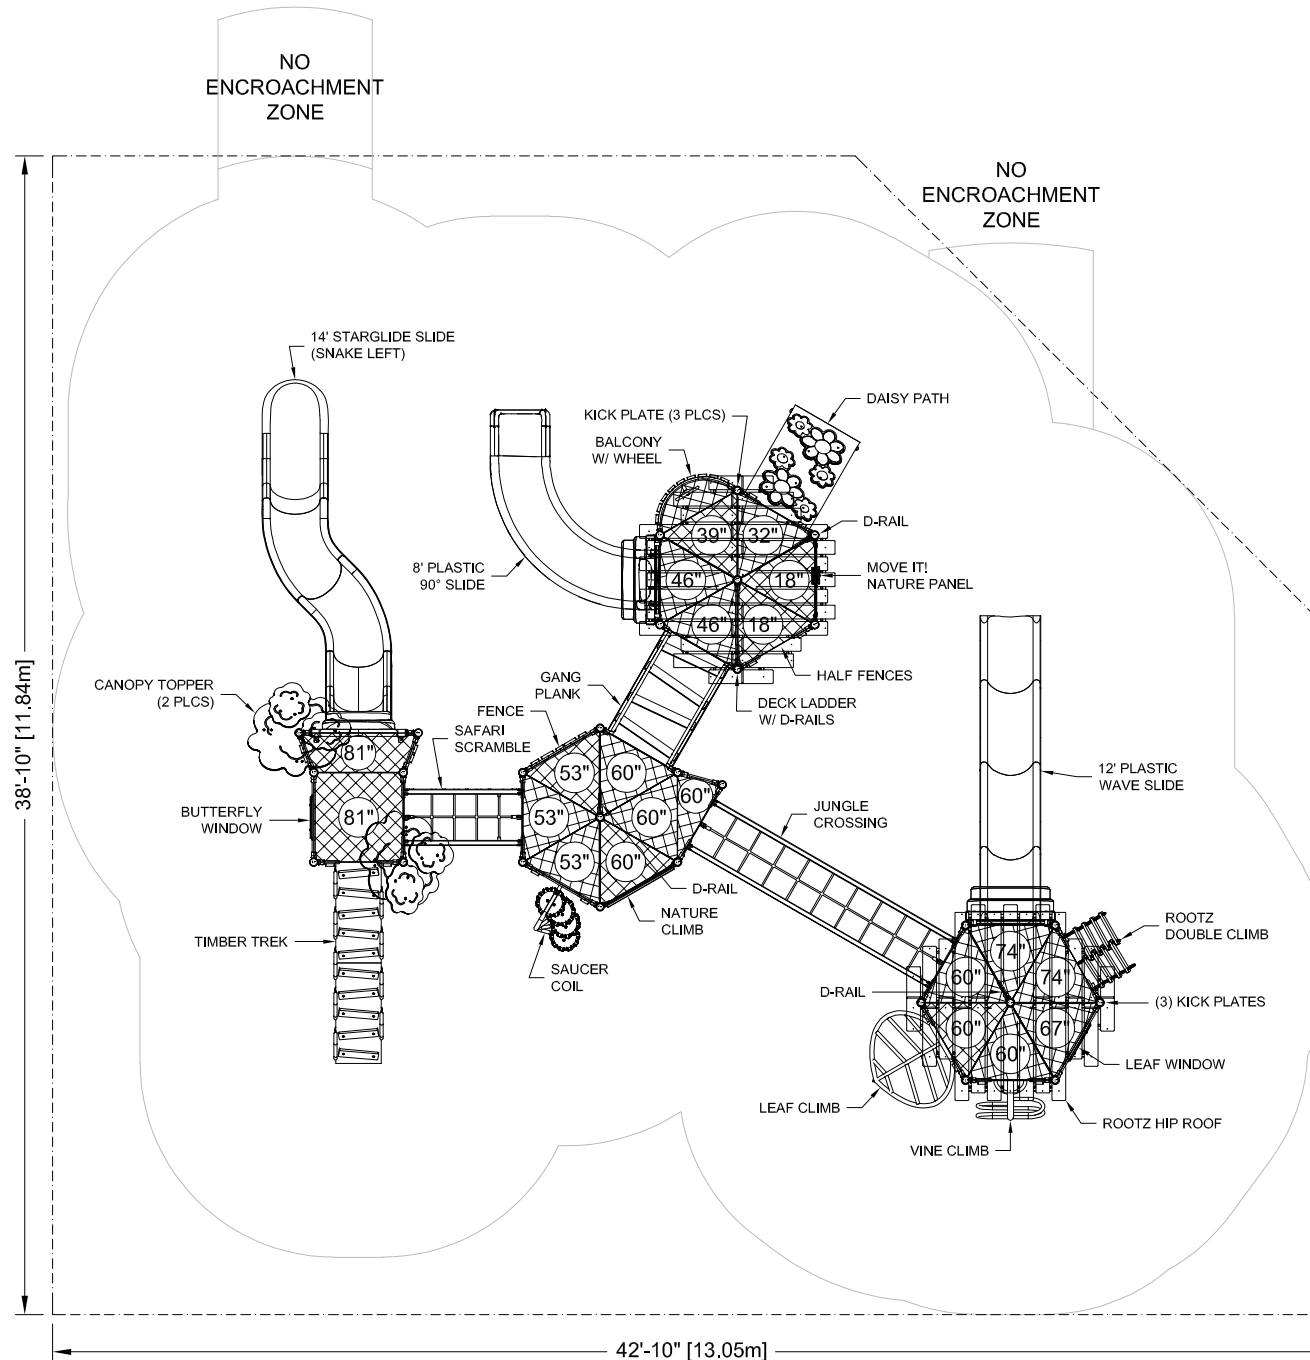 NO
ENCROACHMENT
ZONE
NO
ENCROACHMENT
ZONE
14' STARGLIDE SLIDE
(SNAKE LEFT)
DAISY PATH
KICK PLATE (3 PLCS)
BALCONY
W/ WHEEL
D-RAIL
39"
32"
8' PLASTIC
90° SLIDE
46"
18"
MOVE IT!
NATURE PANEL
46"
18"
HALF FENCES
GANG
PLANK
DECK LADDER
W/ D-RAILS
CANOPY TOPPER
(2 PLCS)
FENCE
SAFARI
SCRAMBLE
81"
53"
60"
60"
12' PLASTIC
WAVE SLIDE
BUTTERFLY
WINDOW
81"
53"
60"
JUNGLE
CROSSING
53"
60"
D-RAIL
NATURE
CLIMB
TIMBER TREK
SAUCER
COIL
ROOTZ
DOUBLE CLIMB
74"
60"
74"
D-RAIL
(3) KICK PLATES
60"
67"
60"
LEAF WINDOW
LEAF CLIMB
ROOTZ HIP ROOF
VINE CLIMB
38'-10" [11.84m]
42'-10" [13.05m]